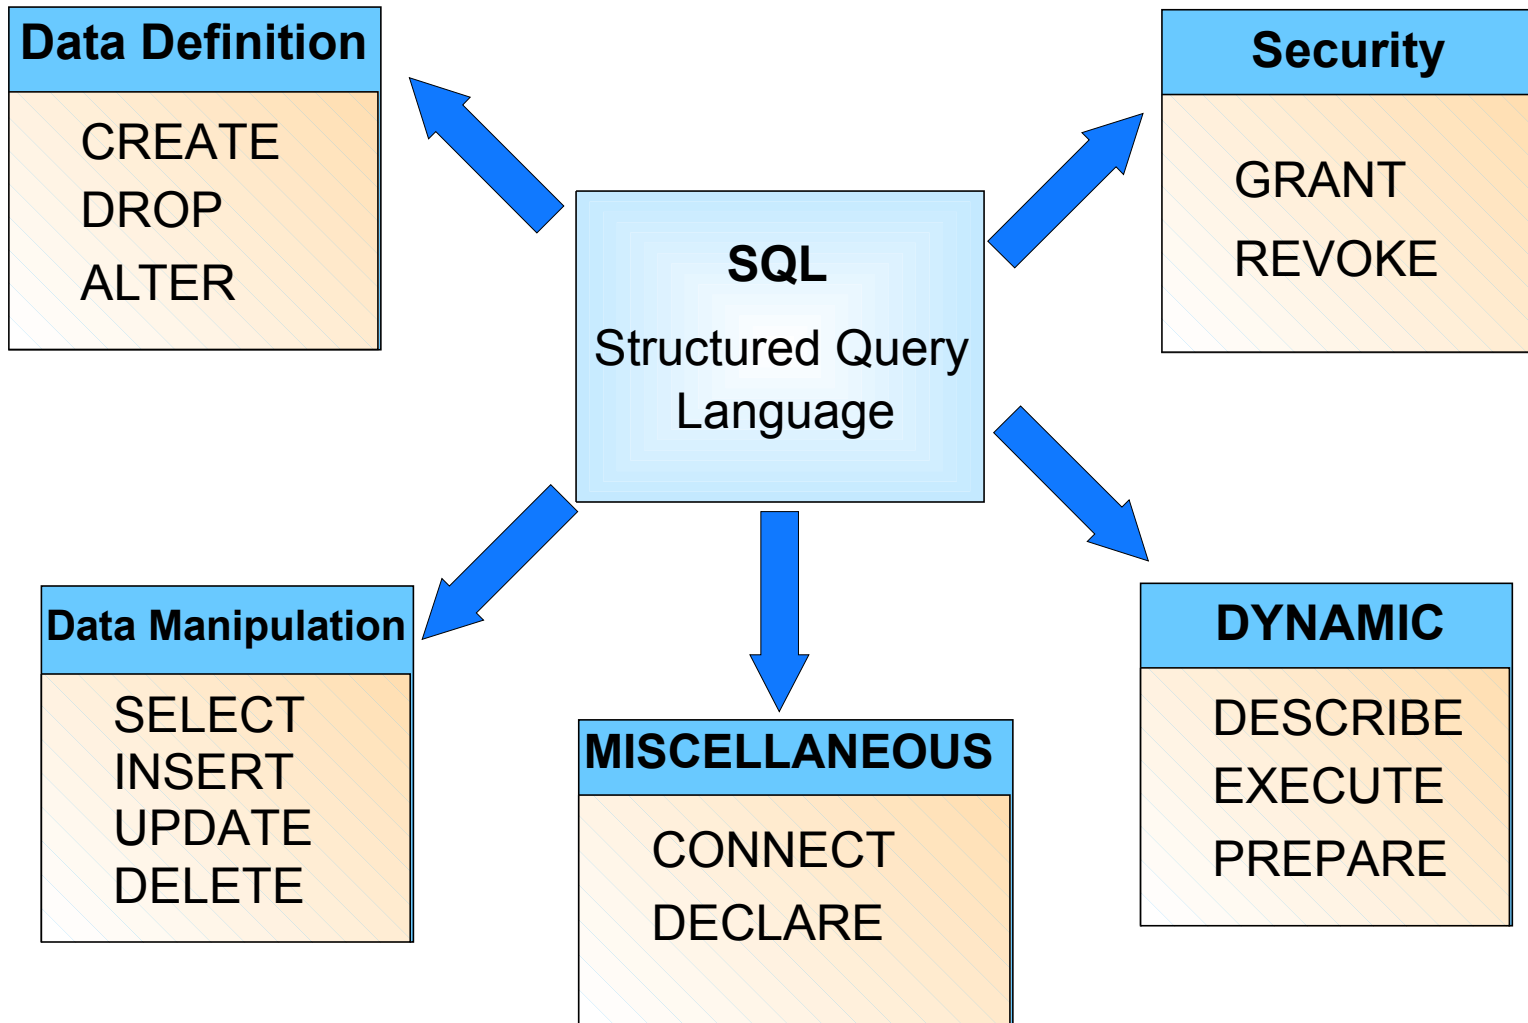 Data Definition
CREATE
DROP
ALTER
Security
GRANT
REVOKE
SQL
Structured Query
Language
Data Manipulation
SELECT
INSERT
UPDATE
DELETE
MISCELLANEOUS
CONNECT
DECLARE
DYNAMIC
DESCRIBE
EXECUTE
PREPARE